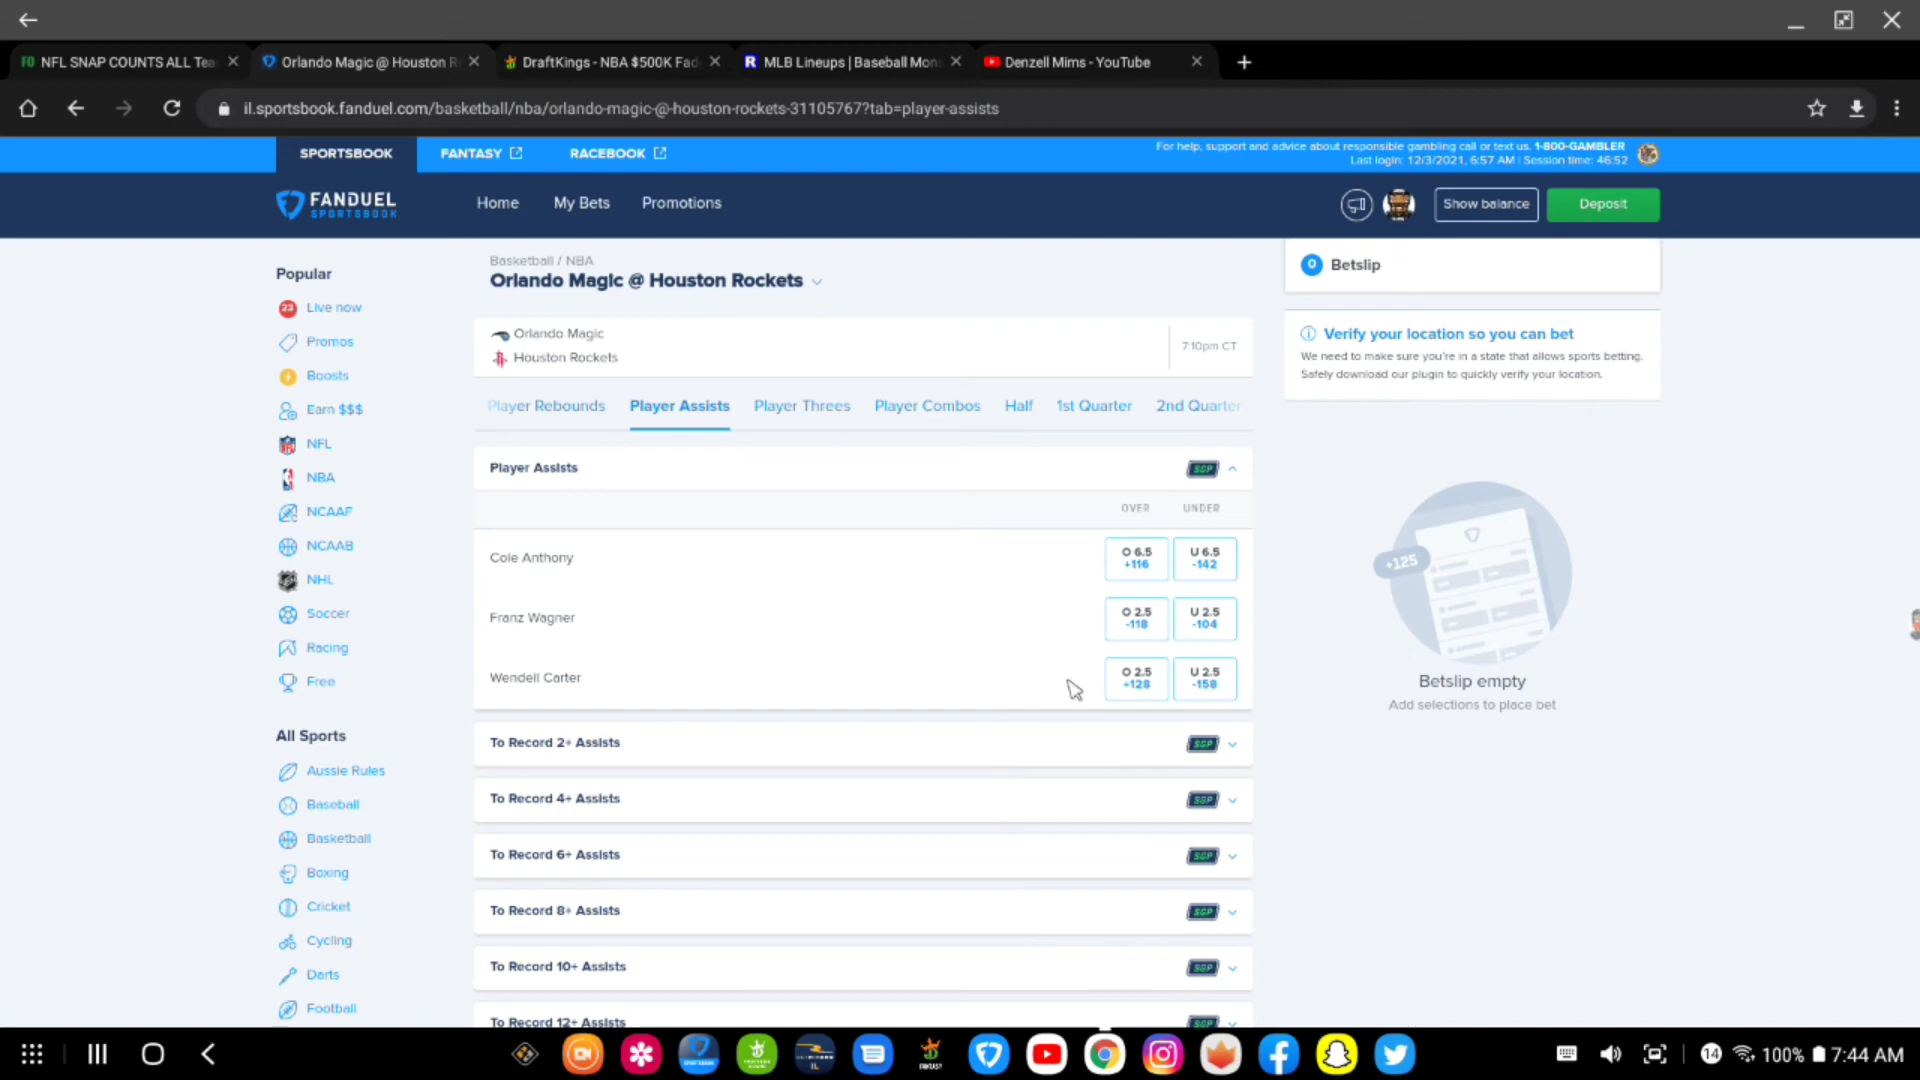 NFL SNAP COUNTS ALL Tea
Orlando Magic @ Houston R
DraftKings - NBA $500K Fad
MLB Lineups | Baseball Mon
Denzell Mims - YouTube
il.sportsbook.fanduel.com/basketball/nba/orlando-magic-@-houston-rockets-31105767?tab=player-assists
SPORTSBOOK
FANTASY
RACEBOOK
For help, support and advice about responsible gambling call or text us. 1-800-GAMBLER
Last login: 12/3/2021, 6:57 AM | Session time: 46:52
FANDUEL
SPORTSBOOK
Home
My Bets
Promotions
Show balance
Deposit
Popular
23 Live now
Promos
Boosts
Earn $$$
NFL
NBA
NCAAF
NCAAB
NHL
Soccer
Racing
Free
All Sports
Aussie Rules
Baseball
Basketball
Boxing
Cricket
Cycling
Darts
Football
Basketball / NBA
Orlando Magic @ Houston Rockets
Orlando Magic
Houston Rockets
7:10pm CT
Player Rebounds
Player Assists
Player Threes
Player Combos
Half
1st Quarter
2nd Quarter
Player Assists
SGP
OVER
UNDER
Cole Anthony
O 6.5
+116
U 6.5
-142
Franz Wagner
O 2.5
-118
U 2.5
-104
Wendell Carter
O 2.5
+128
U 2.5
-158
To Record 2+ Assists
SGP
To Record 4+ Assists
SGP
To Record 6+ Assists
SGP
To Record 8+ Assists
SGP
To Record 10+ Assists
SGP
To Record 12+ Assists
SGP
0 Betslip
Verify your location so you can bet
We need to make sure you're in a state that allows sports betting.
Safely download our plugin to quickly verify your location.
+125
Betslip empty
Add selections to place bet
14
100%
7:44 AM